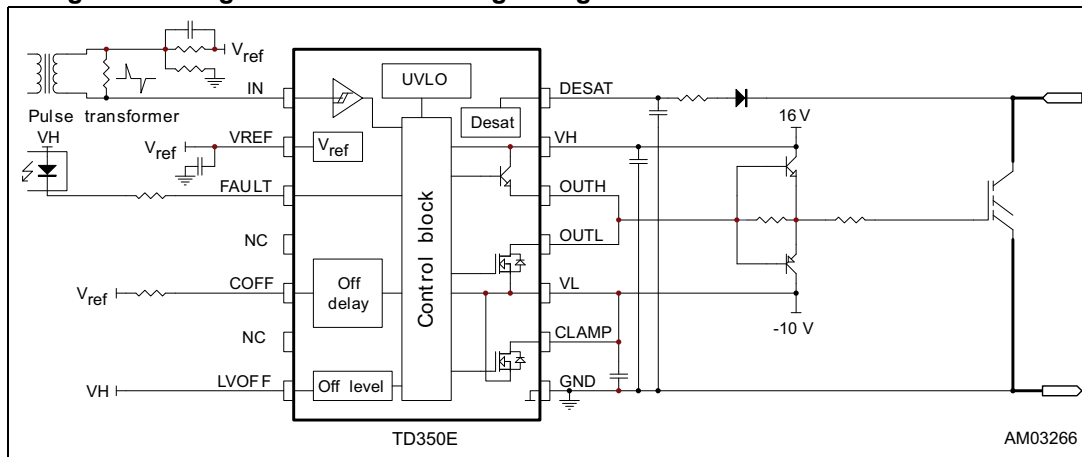 V_ref
IN
Pulse transformer
VH
V_ref
VREF
FAULT
NC
V_ref
COFF
NC
VH
LVOFF
UVLO
Desat
V_ref
Control block
Off
delay
Off level
DESAT
VH
OUTH
OUTL
VL
CLAMP
GND
16 V
-10 V
TD350E
AM03266